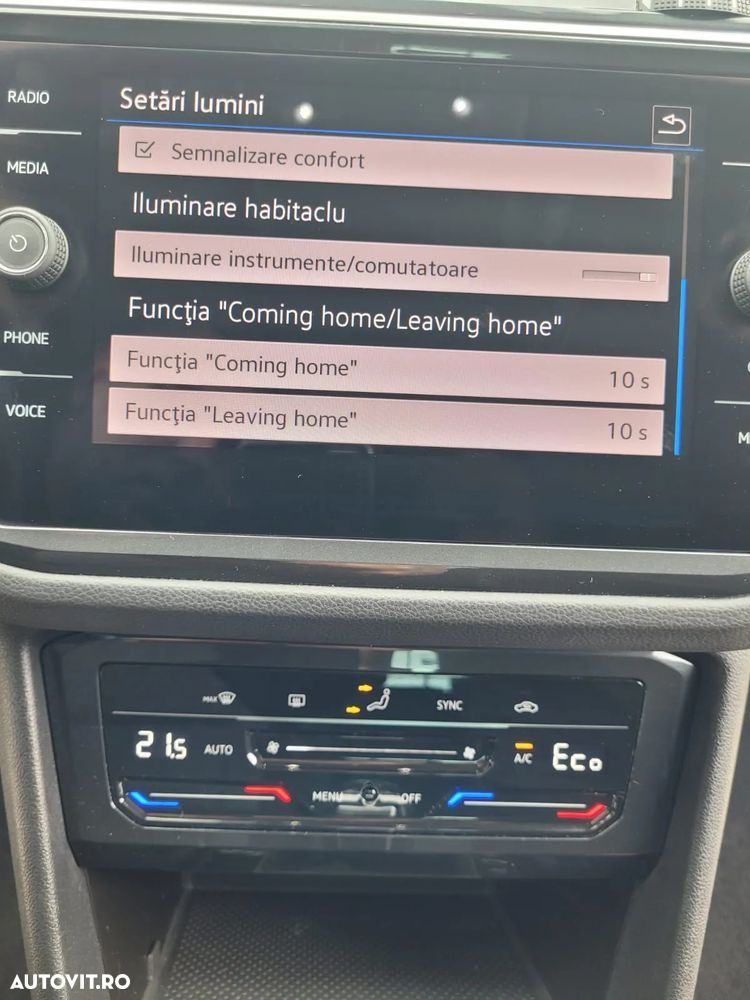 RADIO
MEDIA
PHONE
VOICE
Setări lumini
Semnalizare confort
Iluminare habitaclu
Iluminare instrumente/comutatoare
Funcţia "Coming home/Leaving home"
Funcţia "Coming home" 10 s
Funcţia "Leaving home" 10 s
MAX
SYNC
21.5 AUTO
A/C Eco
MENU OFF
AUTOVIT.RO